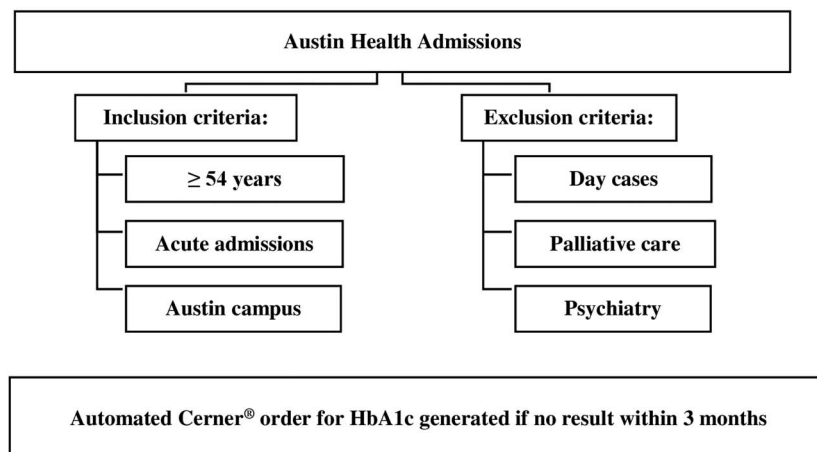 Austin Health Admissions
Inclusion criteria:
≥ 54 years
Acute admissions
Austin campus
Exclusion criteria:
Day cases
Palliative care
Psychiatry
Automated Cerner® order for HbA1c generated if no result within 3 months